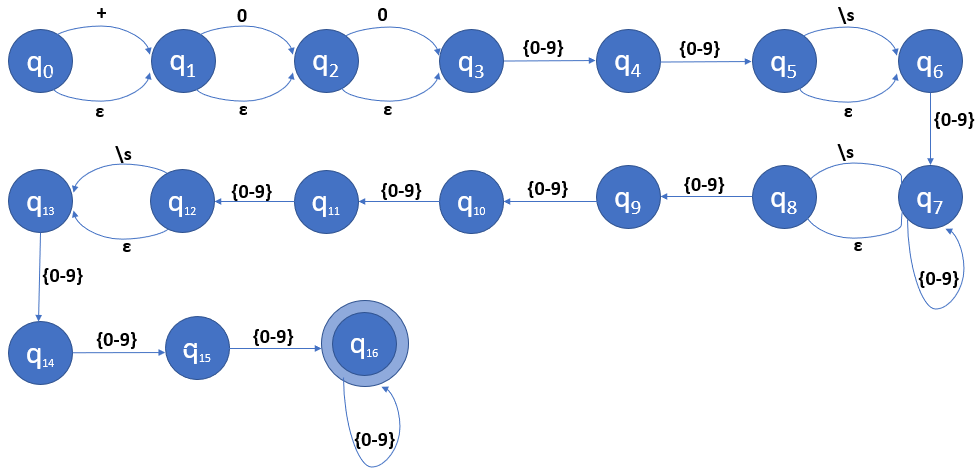 + 0 0 \s
q0 q1 q2 q3 {0-9} q4 {0-9} q5 q6
ε ε ε ε
{0-9}
\s \s
q13 q12 {0-9} q11 {0-9} q10 {0-9} q9 {0-9} q8 q7
ε ε
{0-9} {0-9}
q14 {0-9} q15 {0-9} q16
{0-9}